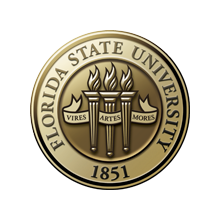 FLORIDA STATE UNIVERSITY
VIRES ARTES MORES
1851